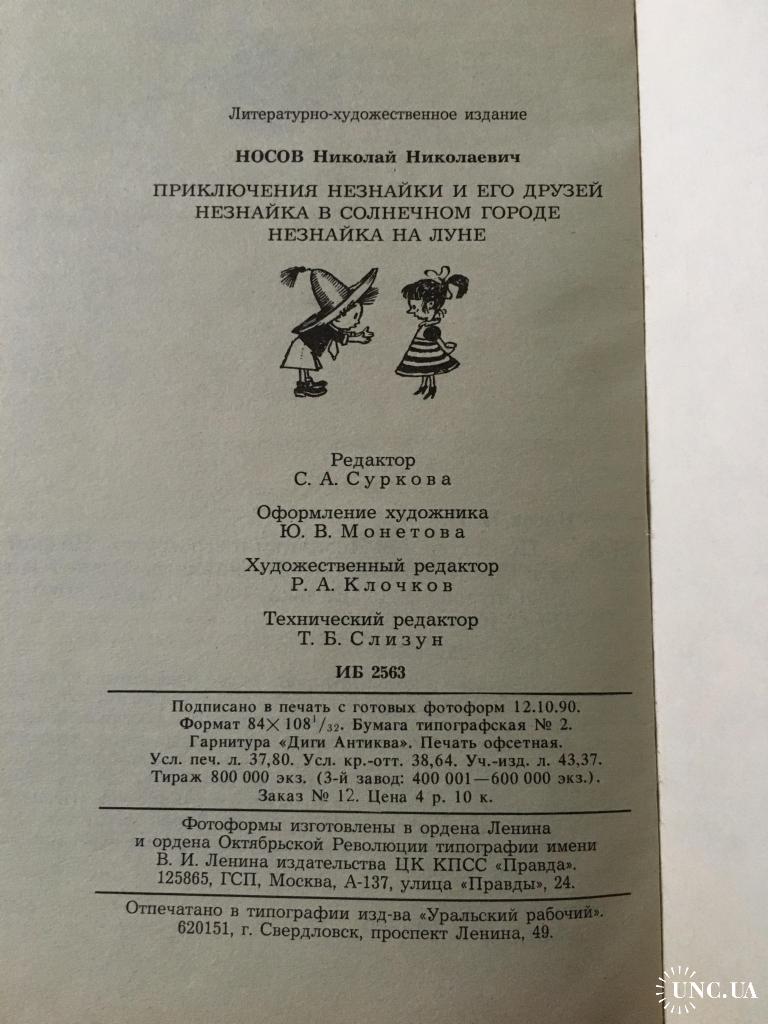 Литературно-художественное издание
НОСОВ Николай Николаевич
ПРИКЛЮЧЕНИЯ НЕЗНАЙКИ И ЕГО ДРУЗЕЙ
НЕЗНАЙКА В СОЛНЕЧНОМ ГОРОДЕ
НЕЗНАЙКА НА ЛУНЕ
Редактор
С. А. Суркова
Оформление художника
Ю. В. Монетова
Художественный редактор
Р. А. Клочков
Технический редактор
Т. Б. Слизун
ИБ 2563
Подписано в печать с готовых фотоформ 12.10.90.
Формат 84×108¹/₃₂. Бумага типографская № 2.
Гарнитура «Диги Антиква». Печать офсетная.
Усл. печ. л. 37,80. Усл. кр.-отт. 38,64. Уч.-изд. л. 43,37.
Тираж 800 000 экз. (3-й завод: 400 001—600 000 экз.).
Заказ № 12. Цена 4 р. 10 к.
Фотоформы изготовлены в ордена Ленина
и ордена Октябрьской Революции типографии имени
В. И. Ленина издательства ЦК КПСС «Правда».
125865, ГСП, Москва, А-137, улица «Правды», 24.
Отпечатано в типографии изд-ва «Уральский рабочий».
620151, г. Свердловск, проспект Ленина, 49.
UNC.UA